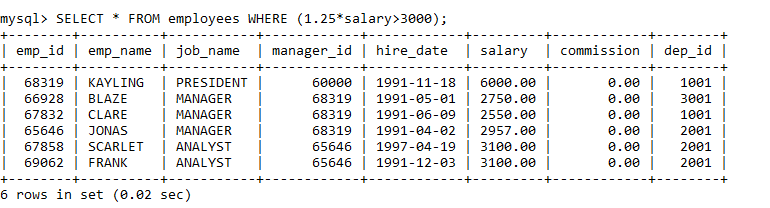 mysql> SELECT * FROM employees WHERE (1.25*salary>3000);
+--------+----------+-----------+------------+------------+---------+------------+--------+
| emp_id | emp_name | job_name  | manager_id | hire_date  | salary  | commission | dep_id |
+--------+----------+-----------+------------+------------+---------+------------+--------+
|  68319 | KAYLING  | PRESIDENT |      60000 | 1991-11-18 | 6000.00 |       0.00 |   1001 |
|  66928 | BLAZE    | MANAGER   |      68319 | 1991-05-01 | 2750.00 |       0.00 |   3001 |
|  67832 | CLARE    | MANAGER   |      68319 | 1991-06-09 | 2550.00 |       0.00 |   1001 |
|  65646 | JONAS    | MANAGER   |      68319 | 1991-04-02 | 2957.00 |       0.00 |   2001 |
|  67858 | SCARLET  | ANALYST   |      65646 | 1997-04-19 | 3100.00 |       0.00 |   2001 |
|  69062 | FRANK    | ANALYST   |      65646 | 1991-12-03 | 3100.00 |       0.00 |   2001 |
+--------+----------+-----------+------------+------------+---------+------------+--------+
6 rows in set (0.02 sec)